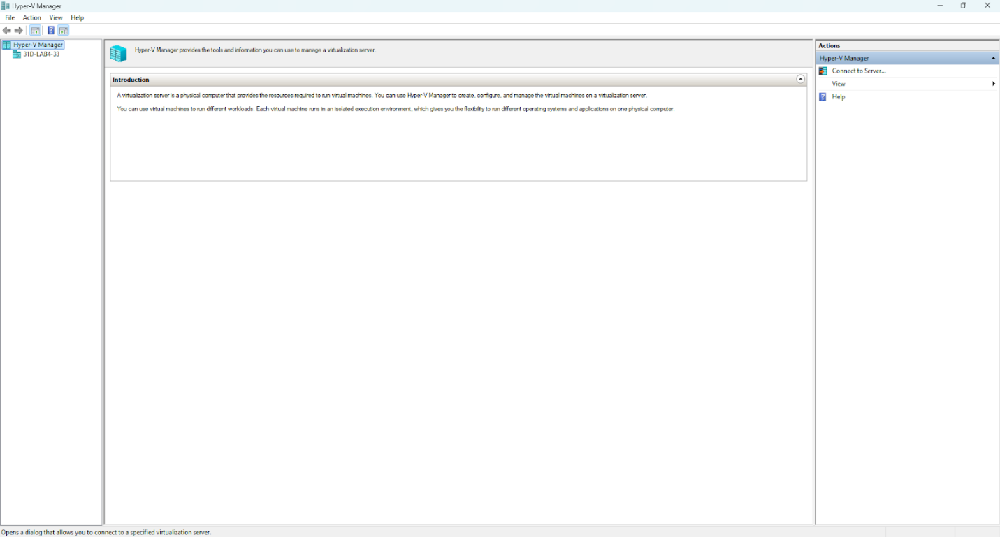 Hyper-V Manager
File Action View Help
Hyper-V Manager
31D-LAB4-33
Hyper-V Manager provides the tools and information you can use to manage a virtualization server.
Introduction
A virtualization server is a physical computer that provides the resources required to run virtual machines. You can use Hyper-V Manager to create, configure, and manage the virtual machines on a virtualization server.
You can use virtual machines to run different workloads. Each virtual machine runs in an isolated execution environment, which gives you the flexibility to run different operating systems and applications on one physical computer.
Actions
Hyper-V Manager
Connect to Server...
View
Help
Opens a dialog that allows you to connect to a specified virtualization server.